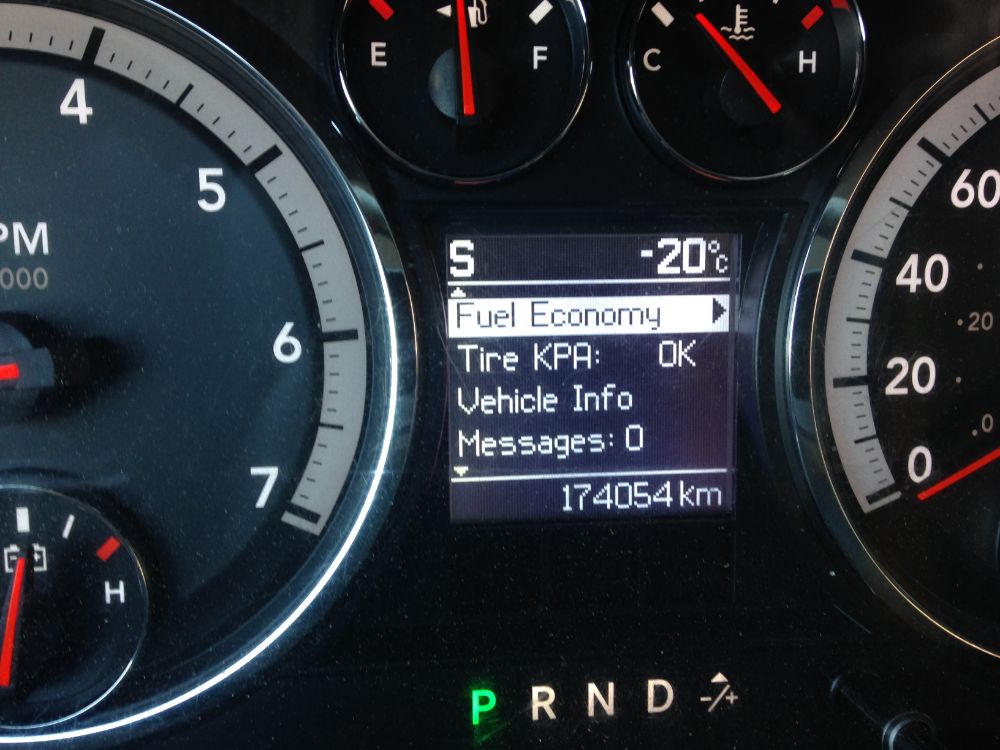 E F
C H
4
5
6
7
PM
000
H
S -20°C
Fuel Economy
Tire KPA: OK
Vehicle Info
Messages: 0
174054 km
60
40
20
20
0
.0
P R N D -/+